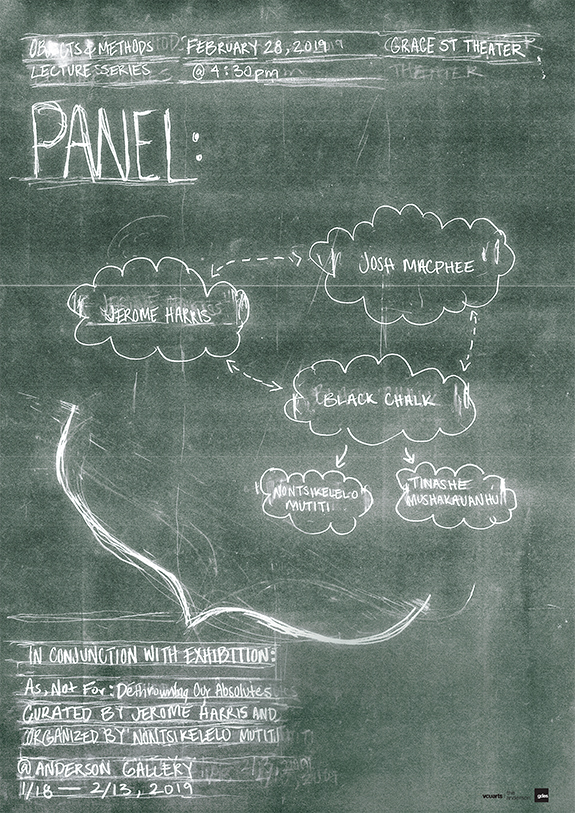 OBJECTS & METHODS
LECTURE SERIES
FEBRUARY 28, 2019
@ 4:30pm
GRACE ST THEATER
THEATER
PANEL:
JOSH MACPHEE
JEROME HARRIS
BLACK CHALK
NONTSIKELELO
MUTITI
TINASHE
MUSHAKAVANHU
IN CONJUNCTION WITH EXHIBITION:
As, Not For: Dethroning Our Absolutes
CURATED BY JEROME HARRIS AND
ORGANIZED BY NONTSIKELELO MUTITI
@ ANDERSON GALLERY
1/18 — 2/13, 2019
vcuarts
the
anderson
gdes